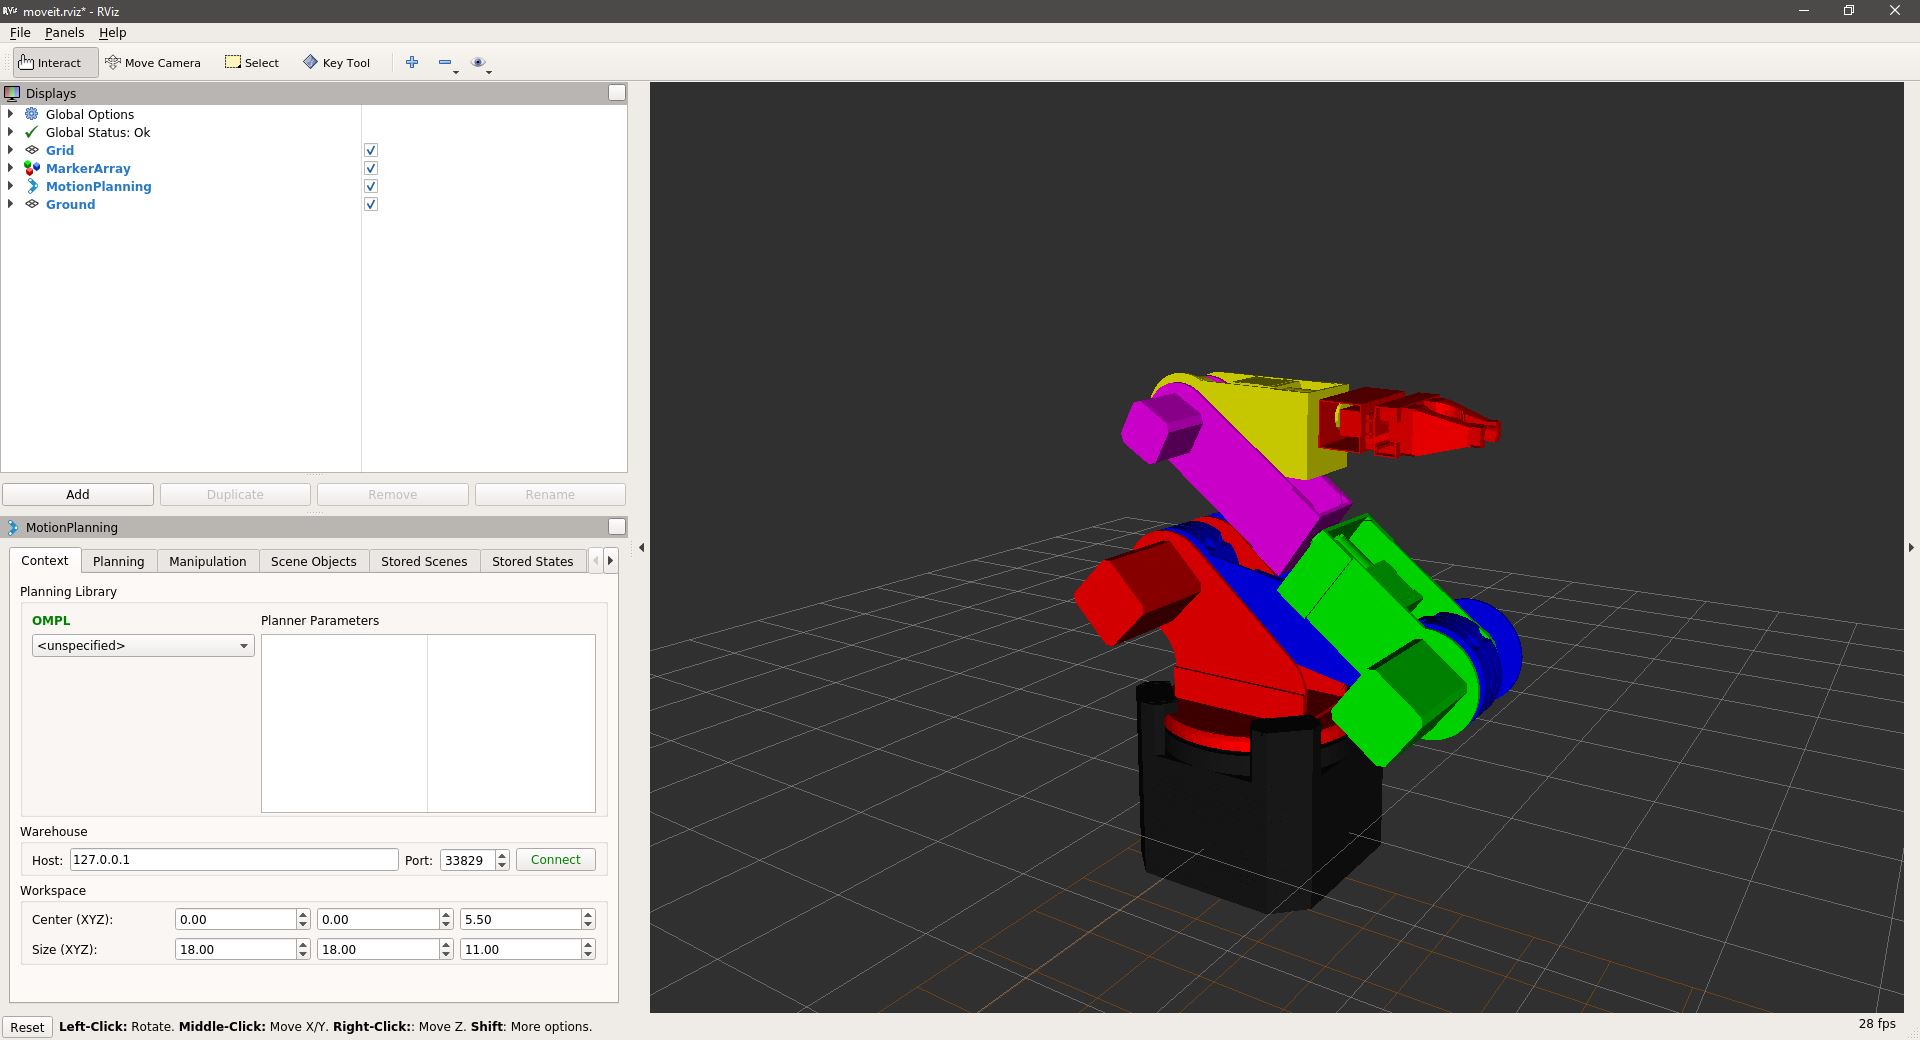 moveit.rviz* - RViz
File Panels Help
Interact Move Camera Select Key Tool
Displays
Global Options
Global Status: Ok
Grid
MarkerArray
MotionPlanning
Ground
Add Duplicate Remove Rename
MotionPlanning
Context Planning Manipulation Scene Objects Stored Scenes Stored States
Planning Library
OMPL Planner Parameters
<unspecified>
Warehouse
Host: 127.0.0.1 Port: 33829 Connect
Workspace
Center (XYZ): 0.00 0.00 5.50
Size (XYZ): 18.00 18.00 11.00
Reset Left-Click: Rotate. Middle-Click: Move X/Y. Right-Click:: Move Z. Shift: More options. 28 fps